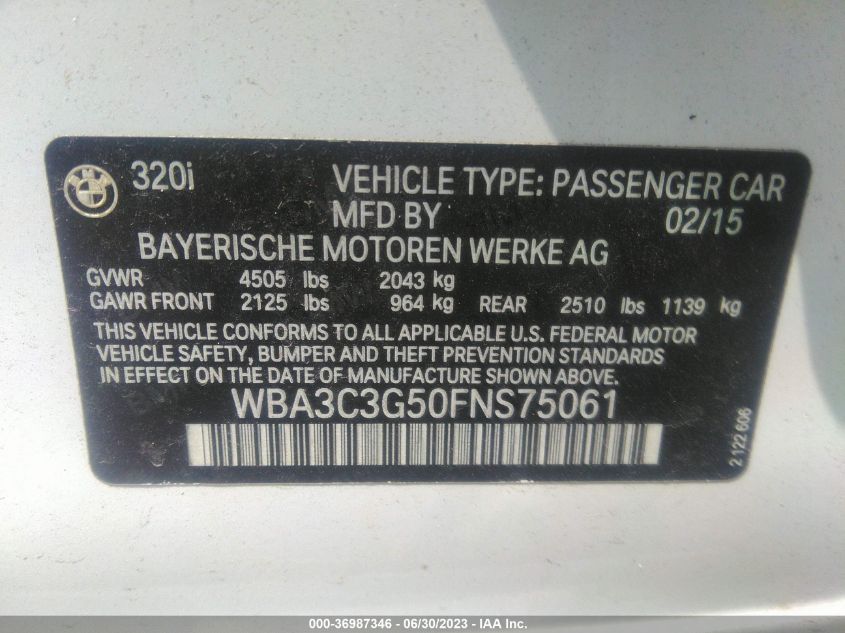 BMW
320i VEHICLE TYPE: PASSENGER CAR
MFD BY 02/15
BAYERISCHE MOTOREN WERKE AG
GVWR 4505 lbs 2043 kg
GAWR FRONT 2125 lbs 964 kg REAR 2510 lbs 1139 kg
THIS VEHICLE CONFORMS TO ALL APPLICABLE U.S. FEDERAL MOTOR
VEHICLE SAFETY, BUMPER AND THEFT PREVENTION STANDARDS
IN EFFECT ON THE DATE OF MANUFACTURE SHOWN ABOVE.
WBA3C3G50FNS75061
2 122 606
000-36987346 - 06/30/2023 - IAA Inc.